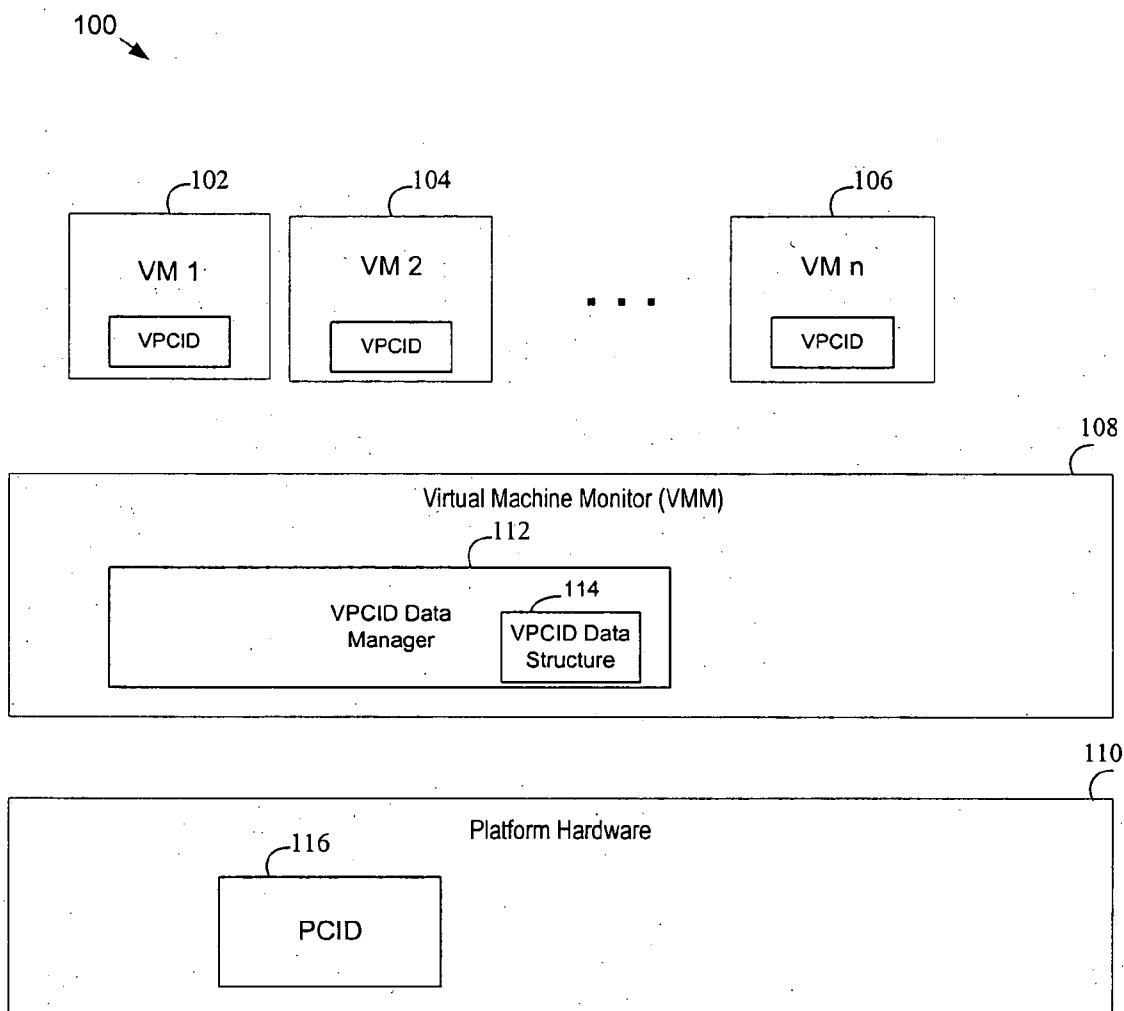 100
102
104
106
VM 1
VM 2
VM n
. . .
VPCID
VPCID
VPCID
108
Virtual Machine Monitor (VMM)
112
114
VPCID Data
Manager
VPCID Data
Structure
110
Platform Hardware
116
PCID